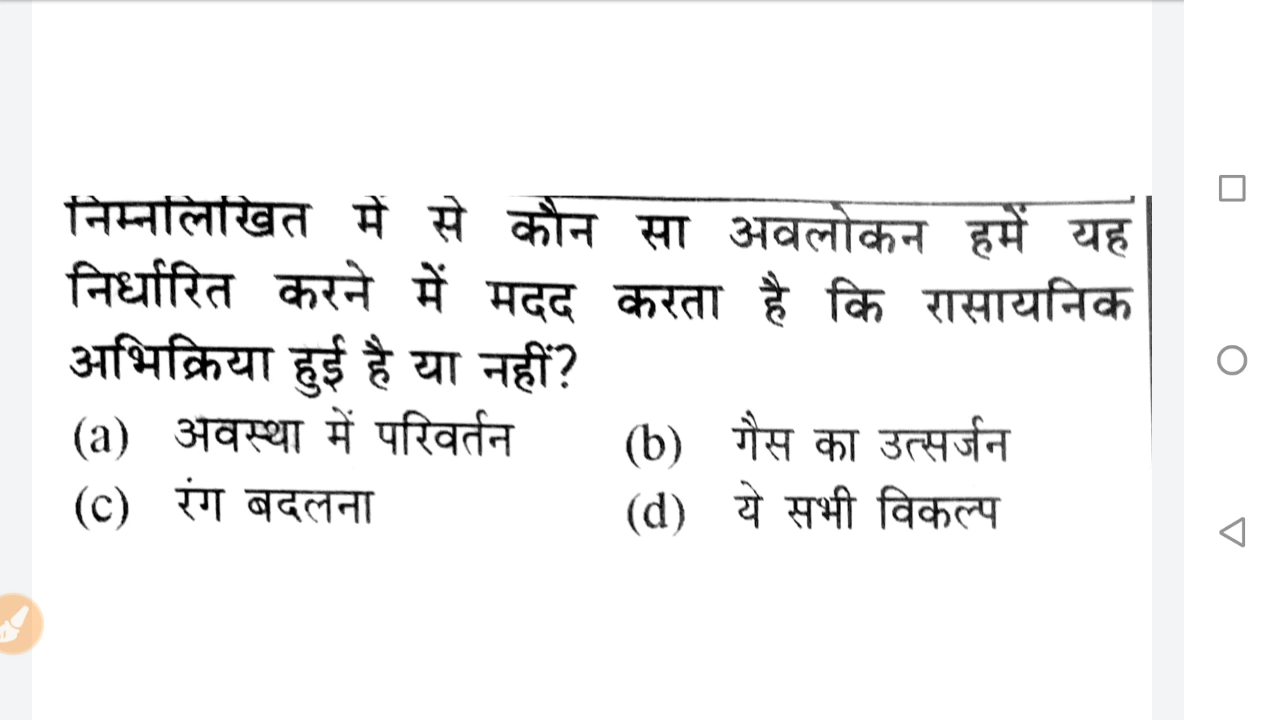 निम्नलिखित में से कौन सा अवलोकन हमें यह
निर्धारित करने में मदद करता है कि रासायनिक
अभिक्रिया हुई है या नहीं?
(a) अवस्था में परिवर्तन (b) गैस का उत्सर्जन
(c) रंग बदलना (d) ये सभी विकल्प